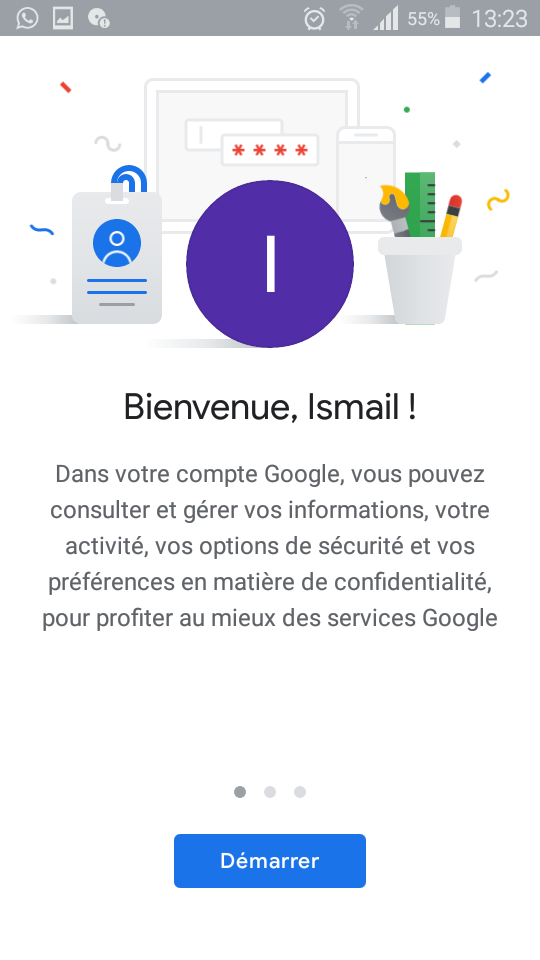 55% 13:23
****
I
Bienvenue, Ismail !
Dans votre compte Google, vous pouvez
consulter et gérer vos informations, votre
activité, vos options de sécurité et vos
préférences en matière de confidentialité,
pour profiter au mieux des services Google
Démarrer